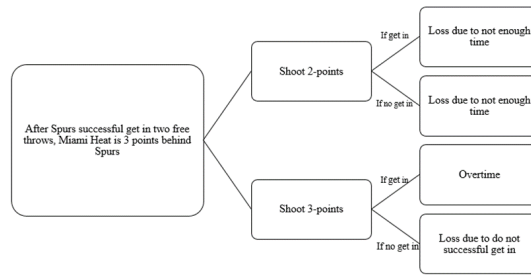 After Spurs successful get in two free
throws, Miami Heat is 3 points behind
Spurs
Shoot 2-points
If get in
Loss due to not enough
time
If no get in
Loss due to not enough
time
Shoot 3-points
If get in
Overtime
If no get in
Loss due to do not
successful get in